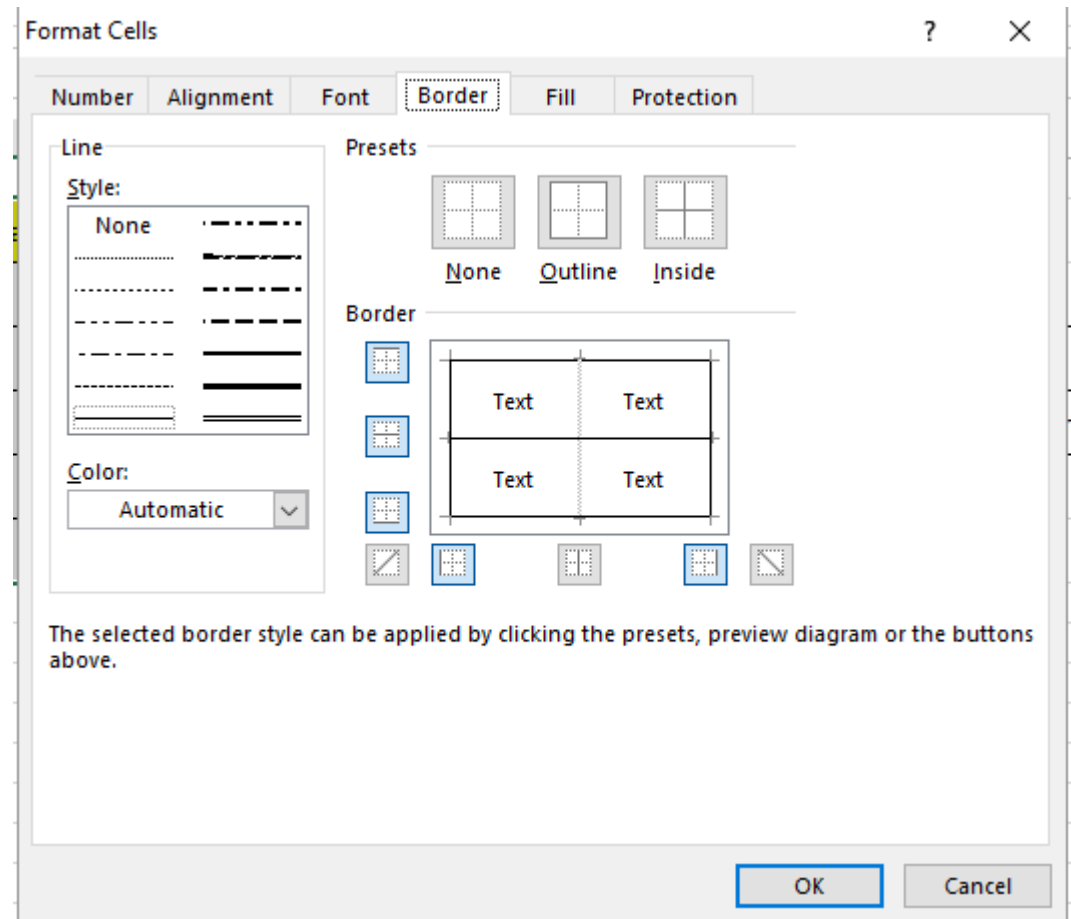 Format Cells
?
Number Alignment Font Border Fill Protection
Line
Style:
None
Color:
Automatic
Presets
None Outline Inside
Border
Text Text
Text Text
The selected border style can be applied by clicking the presets, preview diagram or the buttons
above.
OK Cancel